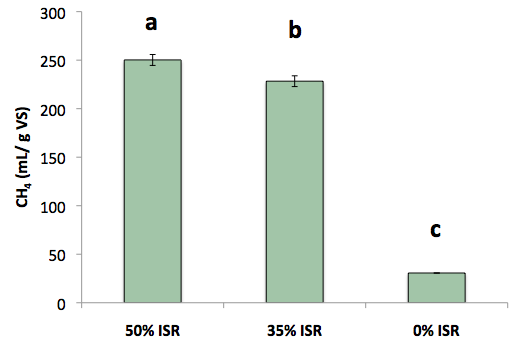 300
250
200
150
100
50
0
CH₄ (mL/ g VS)
a
b
c
50% ISR
35% ISR
0% ISR